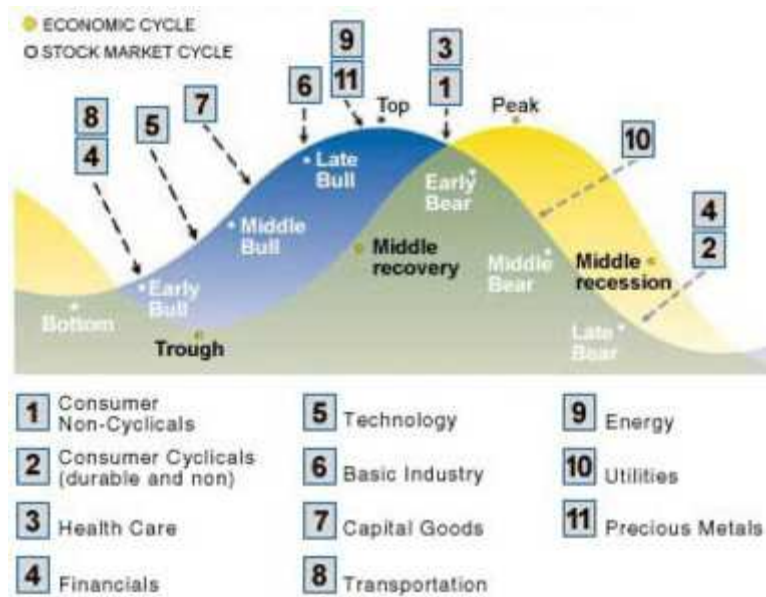 ECONOMIC CYCLE
STOCK MARKET CYCLE
8
4
5
7
6
9
11
Top
3
1
Peak
10
4
2
Late
Bull
Middle
Bull
Early
Bull
Bottom
Trough
Middle
recovery
Early
Bear
Middle
Bear
Late
Bear
Middle
recession
1 Consumer
Non-Cyclicals
2 Consumer Cyclicals
(durable and non)
3 Health Care
4 Financials
5 Technology
6 Basic Industry
7 Capital Goods
8 Transportation
9 Energy
10 Utilities
11 Precious Metals